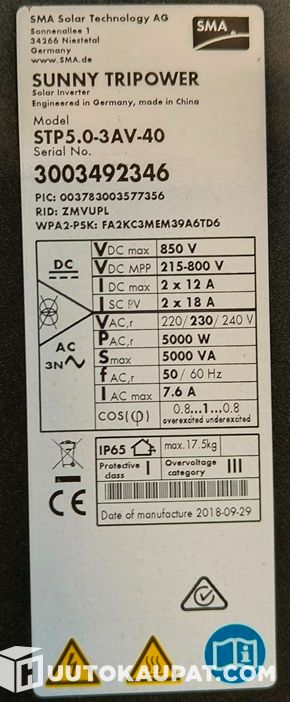 SMA Solar Technology AG
Sonnenallee 1
34266 Niestetal
Germany
www.SMA.de
SMA
SUNNY TRIPOWER
Solar Inverter
Engineered in Germany, made in China
Model
STP5.0-3AV-40
Serial No.
3003492346
PIC: 003783003577356
RID: ZMVUPL
WPA2-PSK: FA2KC3MEM39A6TD6
DC
VDC max 850 V
VDC MPP 215-800 V
IDC max 2 x 12 A
ISC PV 2 x 18 A
AC
3N
VAC,r 220/230/240 V
PAC,r 5000 W
Smax 5000 VA
fAC,r 50/ 60 Hz
IAC max 7.6 A
cos(φ) 0.8...1...0.8
overexcited underexcited
IP65 max.17.5kg
Protective class I Overvoltage category III
CE
Date of manufacture 2018-09-29
HUUTOKAUPAT.COM